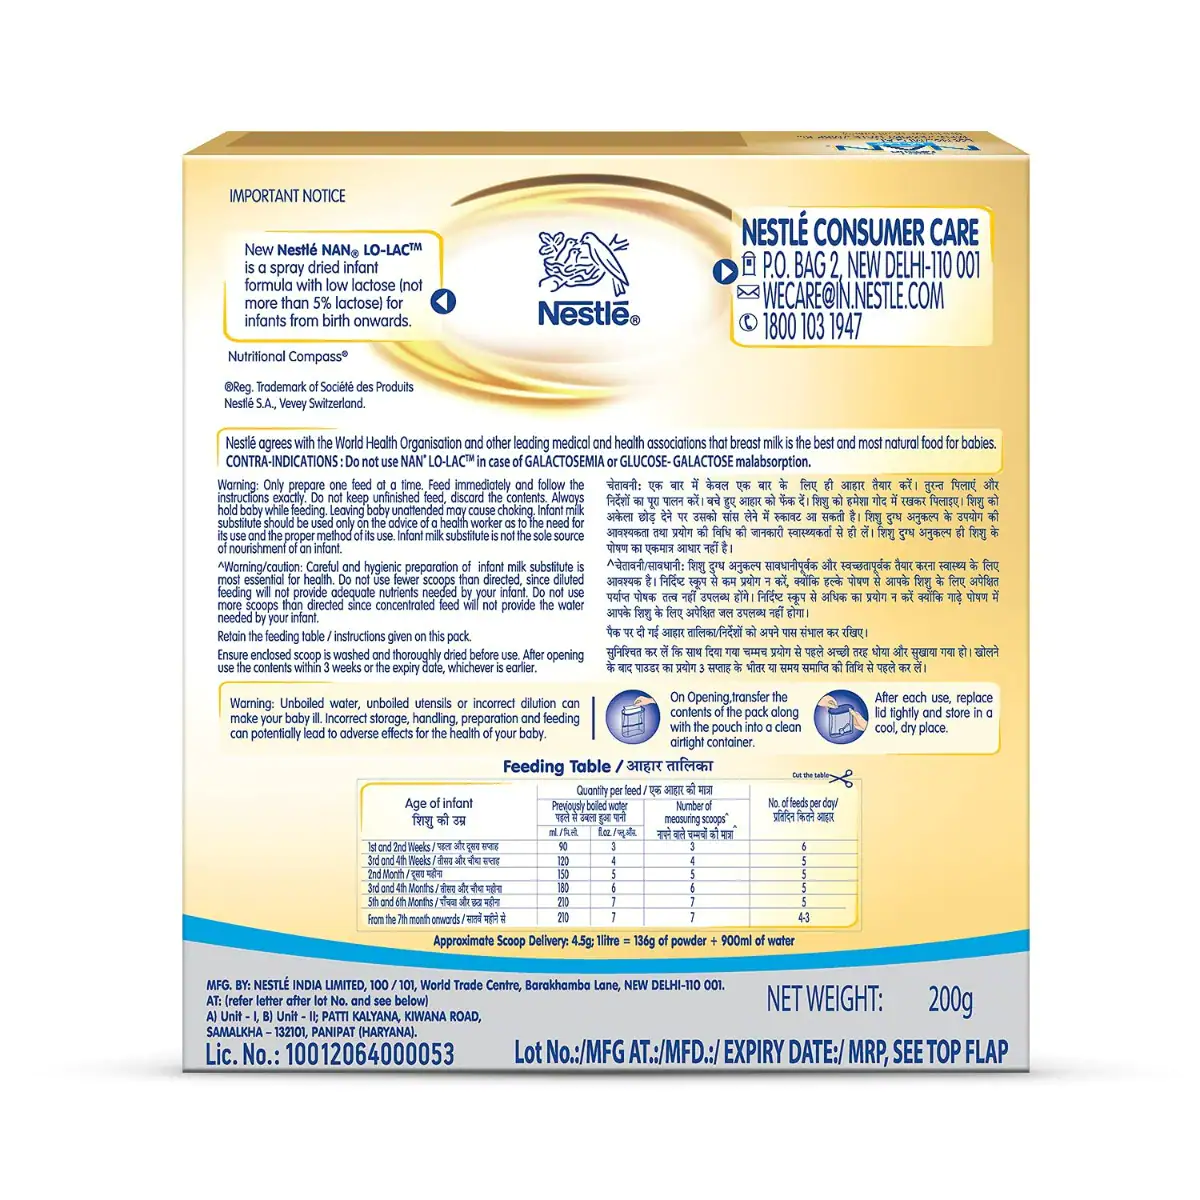 IMPORTANT NOTICE
New Nestlé NAN® LO-LAC™
is a spray dried infant
formula with low lactose (not
more than 5% lactose) for
infants from birth onwards.
Nutritional Compass®
®Reg. Trademark of Société des Produits
Nestlé S.A., Vevey Switzerland.
Nestlé®
NESTLÉ CONSUMER CARE
P.O. BAG 2, NEW DELHI-110 001
WECARE@IN.NESTLE.COM
1800 103 1947
Nestlé agrees with the World Health Organisation and other leading medical and health associations that breast milk is the best and most natural food for babies.
CONTRA-INDICATIONS : Do not use NAN® LO-LAC™ in case of GALACTOSEMIA or GLUCOSE- GALACTOSE malabsorption.
Warning: Only prepare one feed at a time. Feed immediately and follow the
instructions exactly. Do not keep unfinished feed, discard the contents. Always
hold baby while feeding. Leaving baby unattended may cause choking. Infant milk
substitute should be used only on the advice of a health worker as to the need for
its use and the proper method of its use. Infant milk substitute is not the sole source
of nourishment of an infant.
^Warning/caution: Careful and hygienic preparation of infant milk substitute is
most essential for health. Do not use fewer scoops than directed, since diluted
feeding will not provide adequate nutrients needed by your infant. Do not use
more scoops than directed since concentrated feed will not provide the water
needed by your infant.
Retain the feeding table / instructions given on this pack.
Ensure enclosed scoop is washed and thoroughly dried before use. After opening
use the contents within 3 weeks or the expiry date, whichever is earlier.
चेतावनी: एक बार में केवल एक बार के लिए ही आहार तैयार करें। तुरन्त पिलाएं और
निर्देशों का पूरा पालन करें। बचे हुए आहार को फेंक दें। शिशु को हमेशा गोद में रखकर पिलाइए। शिशु को
अकेला छोड़ देने पर उसको सांस लेने में रुकावट आ सकती है। शिशु दुग्ध अनुकल्प के उपयोग की
आवश्यकता तथा प्रयोग की विधि की जानकारी स्वास्थ्यकर्ता से ही लें। शिशु दुग्ध अनुकल्प ही शिशु के
पोषण का एकमात्र आधार नहीं है।
^चेतावनी/सावधानी: शिशु दुग्ध अनुकल्प सावधानीपूर्वक और स्वच्छतापूर्वक तैयार करना स्वास्थ्य के लिए
आवश्यक है। निर्दिष्ट स्कूप से कम प्रयोग न करें, क्योंकि हल्के पोषण से आपके शिशु के लिए अपेक्षित
पर्याप्त पोषक तत्व नहीं उपलब्ध होंगे। निर्दिष्ट स्कूप से अधिक का प्रयोग न करें क्योंकि गाढ़े पोषण में
आपके शिशु के लिए अपेक्षित जल उपलब्ध नहीं होगा।
पैक पर दी गई आहार तालिका/निर्देशों को अपने पास संभाल कर रखिए।
सुनिश्चित कर लें कि साथ दिया गया चम्मच प्रयोग से पहले अच्छी तरह धोया और सुखाया गया हो। खोलने
के बाद पाउडर का प्रयोग 3 सप्ताह के भीतर या समय समाप्ति की तिथि से पहले कर लें।
Warning: Unboiled water, unboiled utensils or incorrect dilution can
make your baby ill. Incorrect storage, handling, preparation and feeding
can potentially lead to adverse effects for the health of your baby.
On Opening,transfer the
contents of the pack along
with the pouch into a clean
airtight container.
After each use, replace
lid tightly and store in a
cool, dry place.
Feeding Table / आहार तालिका
Cut the table
Age of infant
शिशु की उम्र
Quantity per feed / एक आहार की मात्रा
Previously boiled water
पहले से उबला हुआ पानी
ml. / मि.ली. fl.oz. / फ्लू.औंस.
Number of
measuring scoops^
नापने वाले चम्मचों की मात्रा^
No. of feeds per day/
प्रतिदिन कितने आहार
1st and 2nd Weeks / पहला और दूसरा सप्ताह 90 3 3 6
3rd and 4th Weeks / तीसरा और चौथा सप्ताह 120 4 4 5
2nd Month / दूसरा महीना 150 5 5 5
3rd and 4th Months / तीसरा और चौथा महीना 180 6 6 5
5th and 6th Months / पाँचवा और छठा महीना 210 7 7 5
From the 7th month onwards / सातवें महीने से 210 7 7 4-3
Approximate Scoop Delivery: 4.5g; 1litre = 136g of powder + 900ml of water
MFG. BY: NESTLÉ INDIA LIMITED, 100 / 101, World Trade Centre, Barakhamba Lane, NEW DELHI-110 001.
AT: (refer letter after lot No. and see below)
A) Unit - I, B) Unit - II; PATTI KALYANA, KIWANA ROAD,
SAMALKHA – 132101, PANIPAT (HARYANA).
Lic. No.: 10012064000053
NET WEIGHT: 200g
Lot No.:/MFG AT.:/MFD.:/ EXPIRY DATE:/ MRP, SEE TOP FLAP